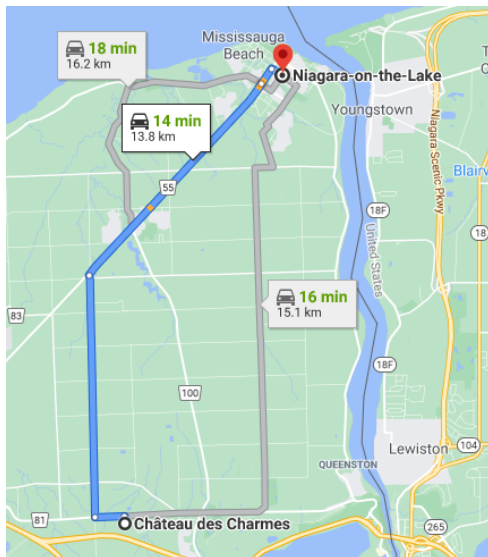 Mississauga
Beach
18 min
16.2 km
Niagara-on-the-Lake
Youngstown
14 min
13.8 km
Niagara Scenic Pkwy
55
18F
18
United States
83
16 min
15.1 km
18F
100
104
Lewiston
QUEENSTON
81
Château des Charmes
265